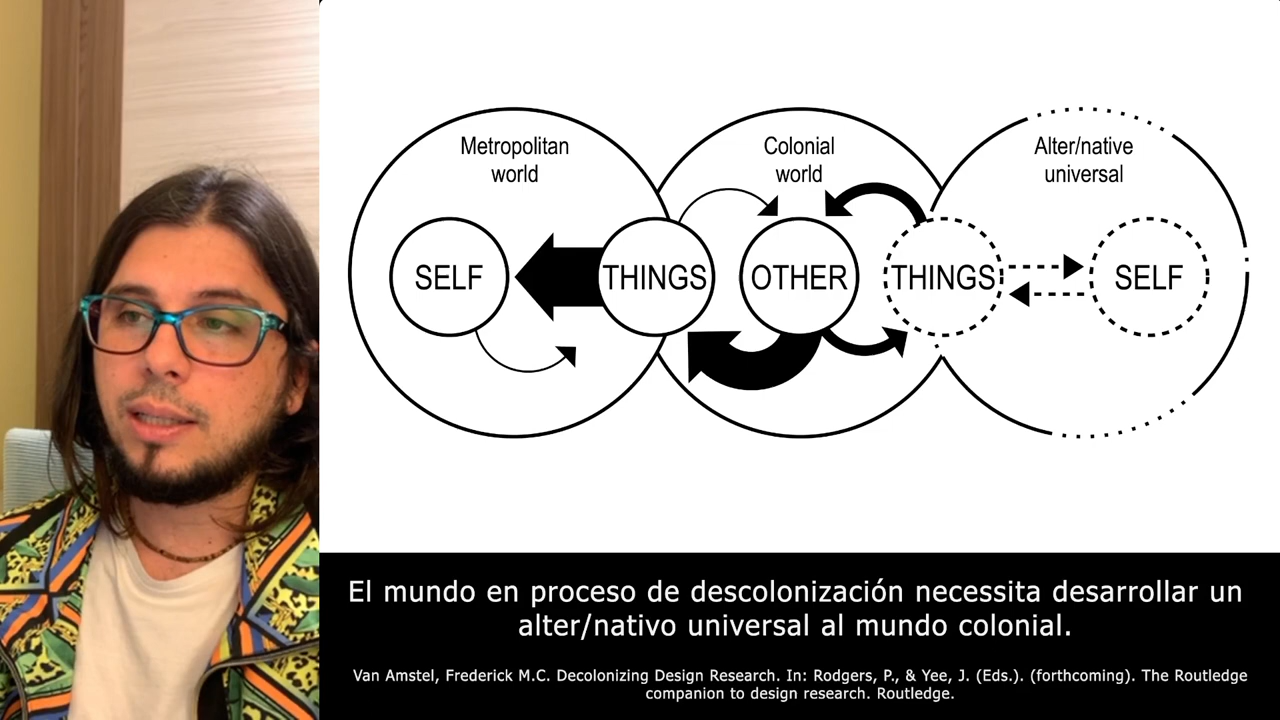 Metropolitan
world
Colonial
world
Alter/native
universal
SELF
THINGS
OTHER
THINGS
SELF
El mundo en proceso de descolonización necessita desarrollar un
alter/nativo universal al mundo colonial.
Van Amstel, Frederick M.C. Decolonizing Design Research. In: Rodgers, P., & Yee, J. (Eds.). (forthcoming). The Routledge
companion to design research. Routledge.